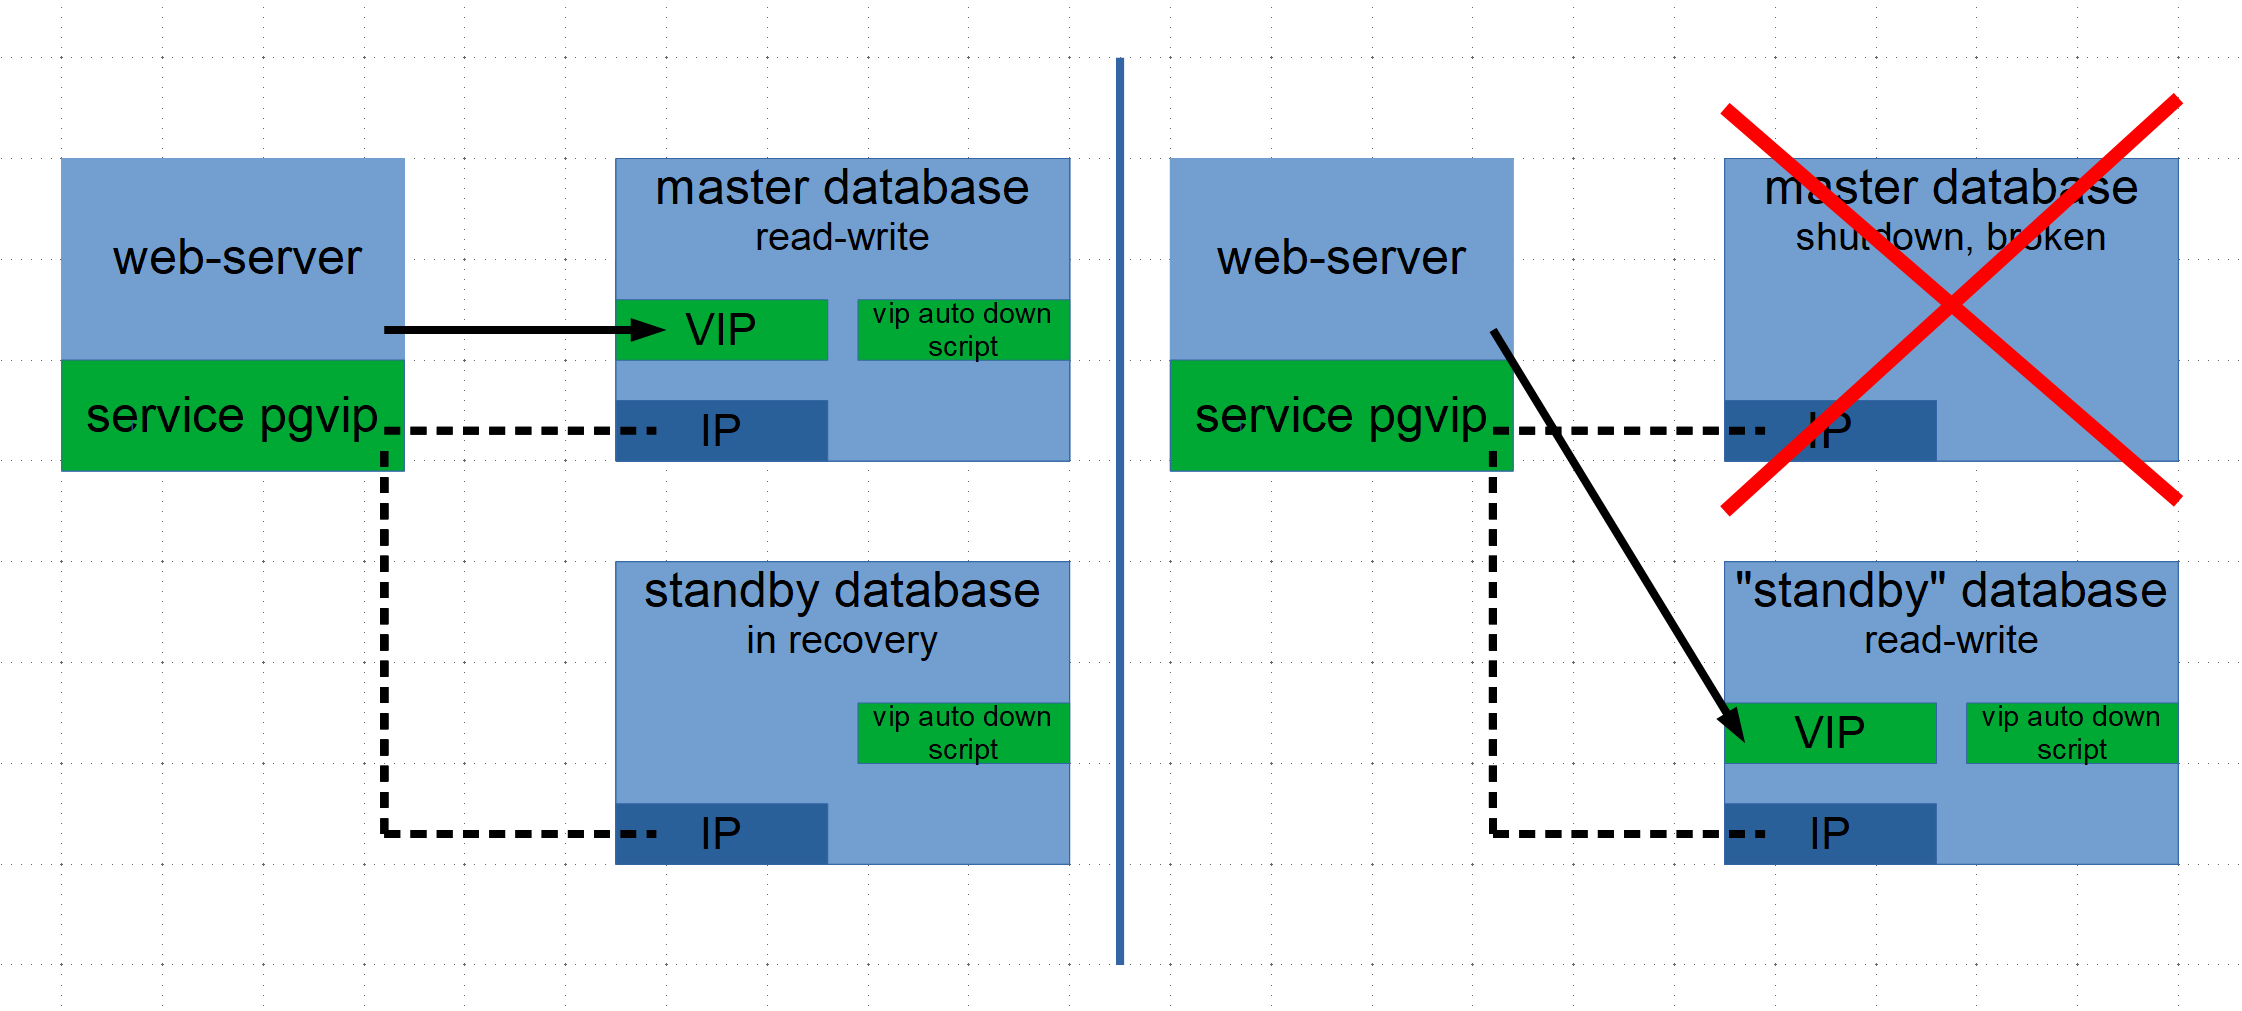 web-server
service pgvip
master database
read-write
VIP
vip auto down
script
IP
standby database
in recovery
vip auto down
script
IP
web-server
service pgvip
master database
shutdown, broken
IP
"standby" database
read-write
VIP
vip auto down
script
IP